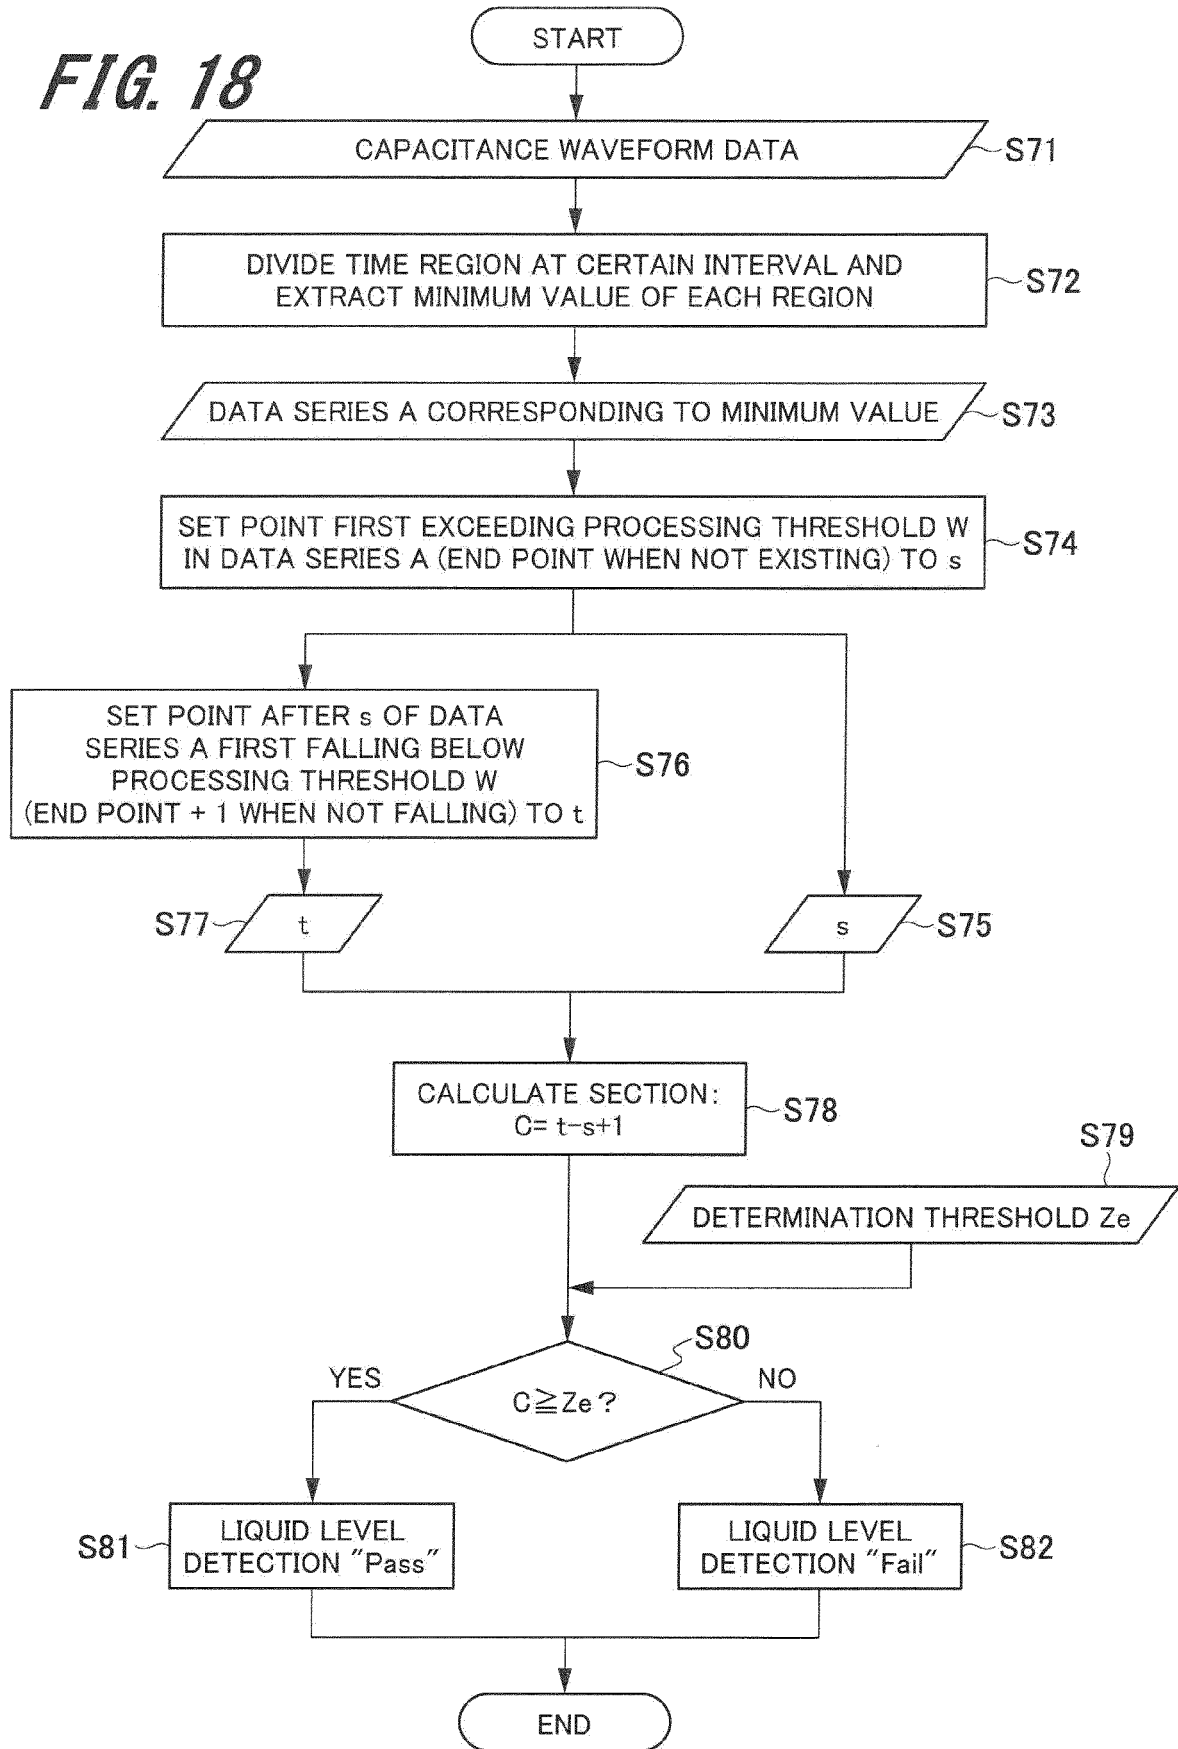 FIG. 18
START
CAPACITANCE WAVEFORM DATA
S71
DIVIDE TIME REGION AT CERTAIN INTERVAL AND
EXTRACT MINIMUM VALUE OF EACH REGION
S72
DATA SERIES A CORRESPONDING TO MINIMUM VALUE
S73
SET POINT FIRST EXCEEDING PROCESSING THRESHOLD W
IN DATA SERIES A (END POINT WHEN NOT EXISTING) TO s
S74
SET POINT AFTER s OF DATA
SERIES A FIRST FALLING BELOW
PROCESSING THRESHOLD W
(END POINT + 1 WHEN NOT FALLING) TO t
S76
S77
t
s
S75
CALCULATE SECTION:
C= t-s+1
S78
S79
DETERMINATION THRESHOLD Ze
S80
YES
C≧Ze?
NO
S81
LIQUID LEVEL
DETECTION "Pass"
LIQUID LEVEL
DETECTION "Fail"
S82
END